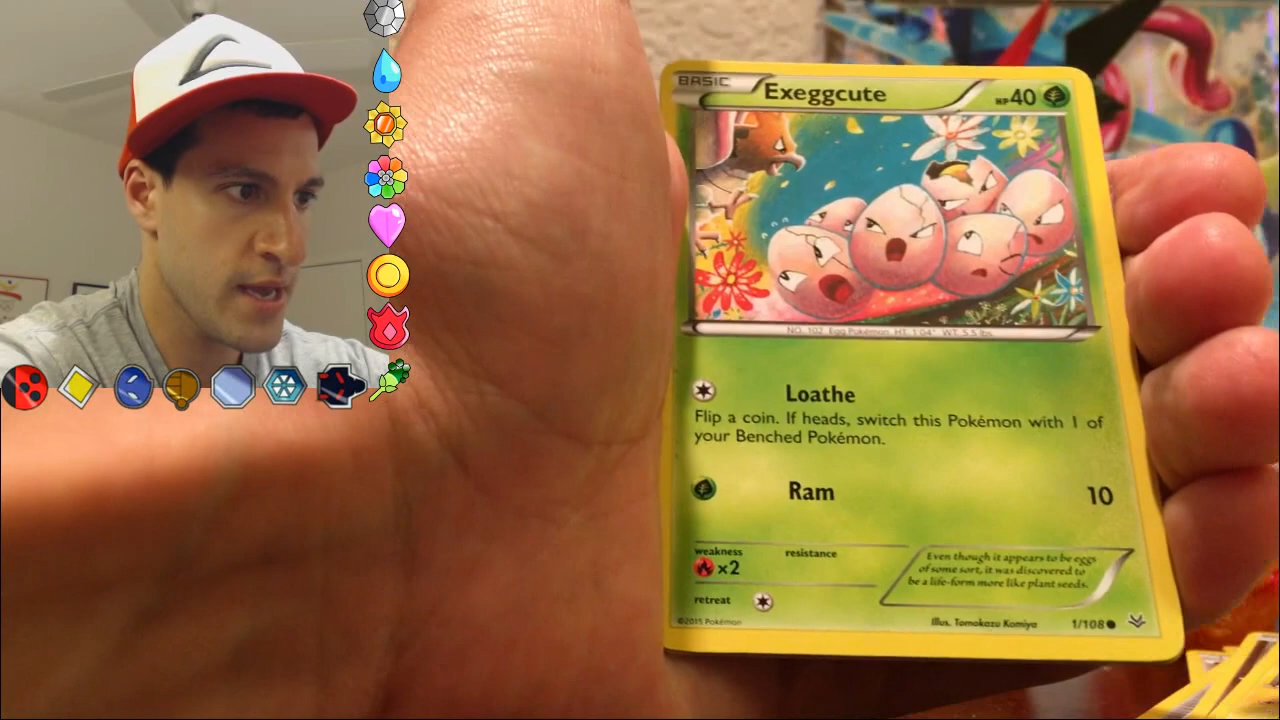 BASIC
Exeggcute
HP40
NO. 102 Egg Pokémon HT. 1'04" WT. 5.5 lbs.
Loathe
Flip a coin. If heads, switch this Pokémon with 1 of
your Benched Pokémon.
Ram 10
weakness resistance
x2
Even though it appears to be eggs
of some sort, it was discovered to
be a life-form more like plant seeds.
retreat
©2015 Pokémon Illus. Tomokazu Komiya 1/108